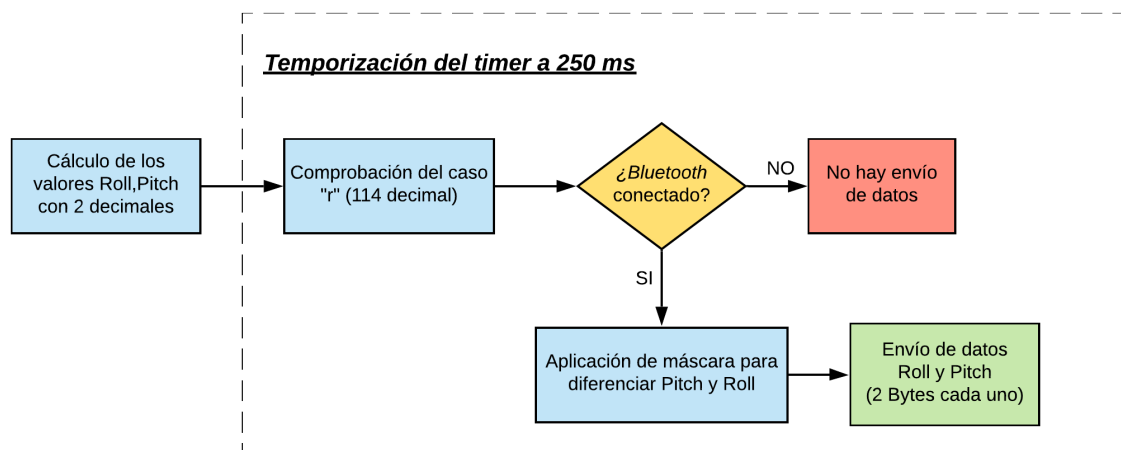 Temporización del timer a 250 ms
Cálculo de los
valores Roll,Pitch
con 2 decimales
Comprobación del caso
"r" (114 decimal)
¿Bluetooth
conectado?
NO
No hay envío
de datos
SI
Aplicación de máscara para
diferenciar Pitch y Roll
Envío de datos
Roll y Pitch
(2 Bytes cada uno)